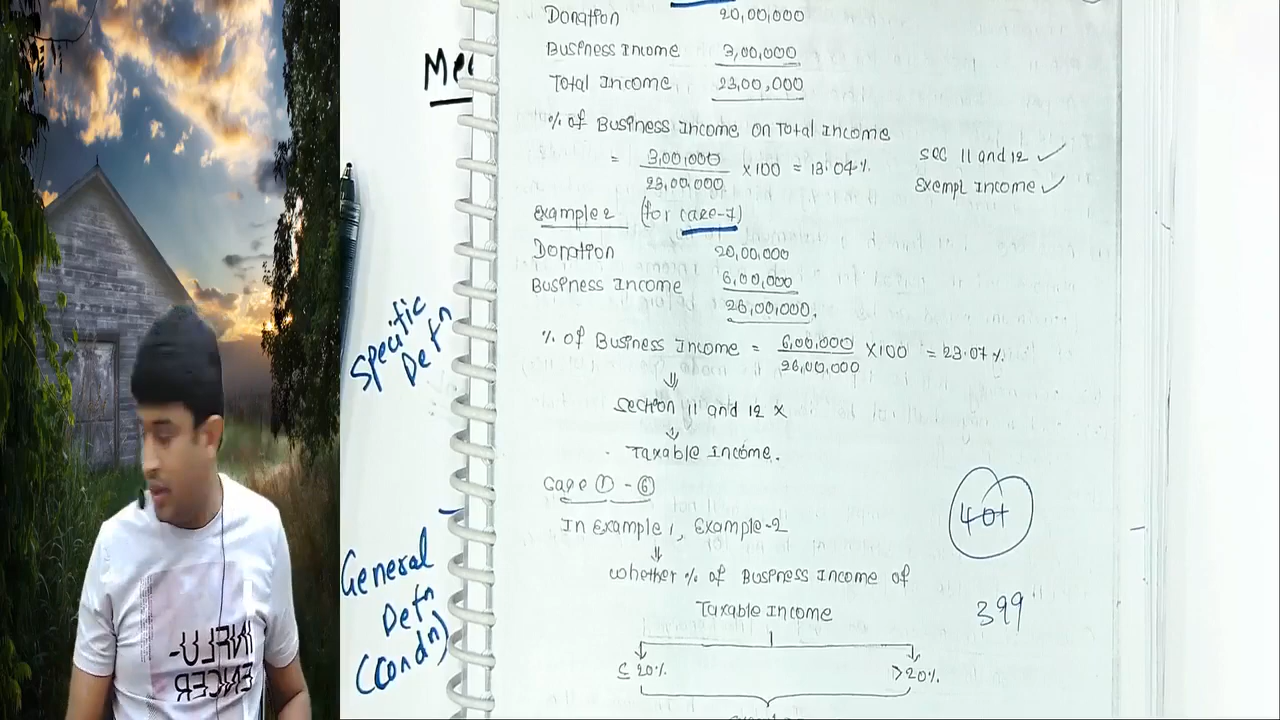 Donation 20,00,000
Business Income 3,00,000
Total Income 23,00,000
% of Business Income on Total Income
= 3,00,000 / 23,00,000 ×100 = 13.04%.
Sec 11 and 12 ✓
Exempt Income ✓
Example 2 (for case-7)
Donation 20,00,000
Business Income 6,00,000
26,00,000.
% of Business Income = 6,00,000 / 26,00,000 ×100 = 23.07%.
⇓
Section 11 and 12 ×
↓
Taxable Income.
Case ① - ⑥
In Example 1, Example-2
⇓
Whether % of Business Income of
Taxable Income
≤ 20%
>20%.
399
Specific
Defn
General
Defn
(Condn)
INFLU-
ENCER